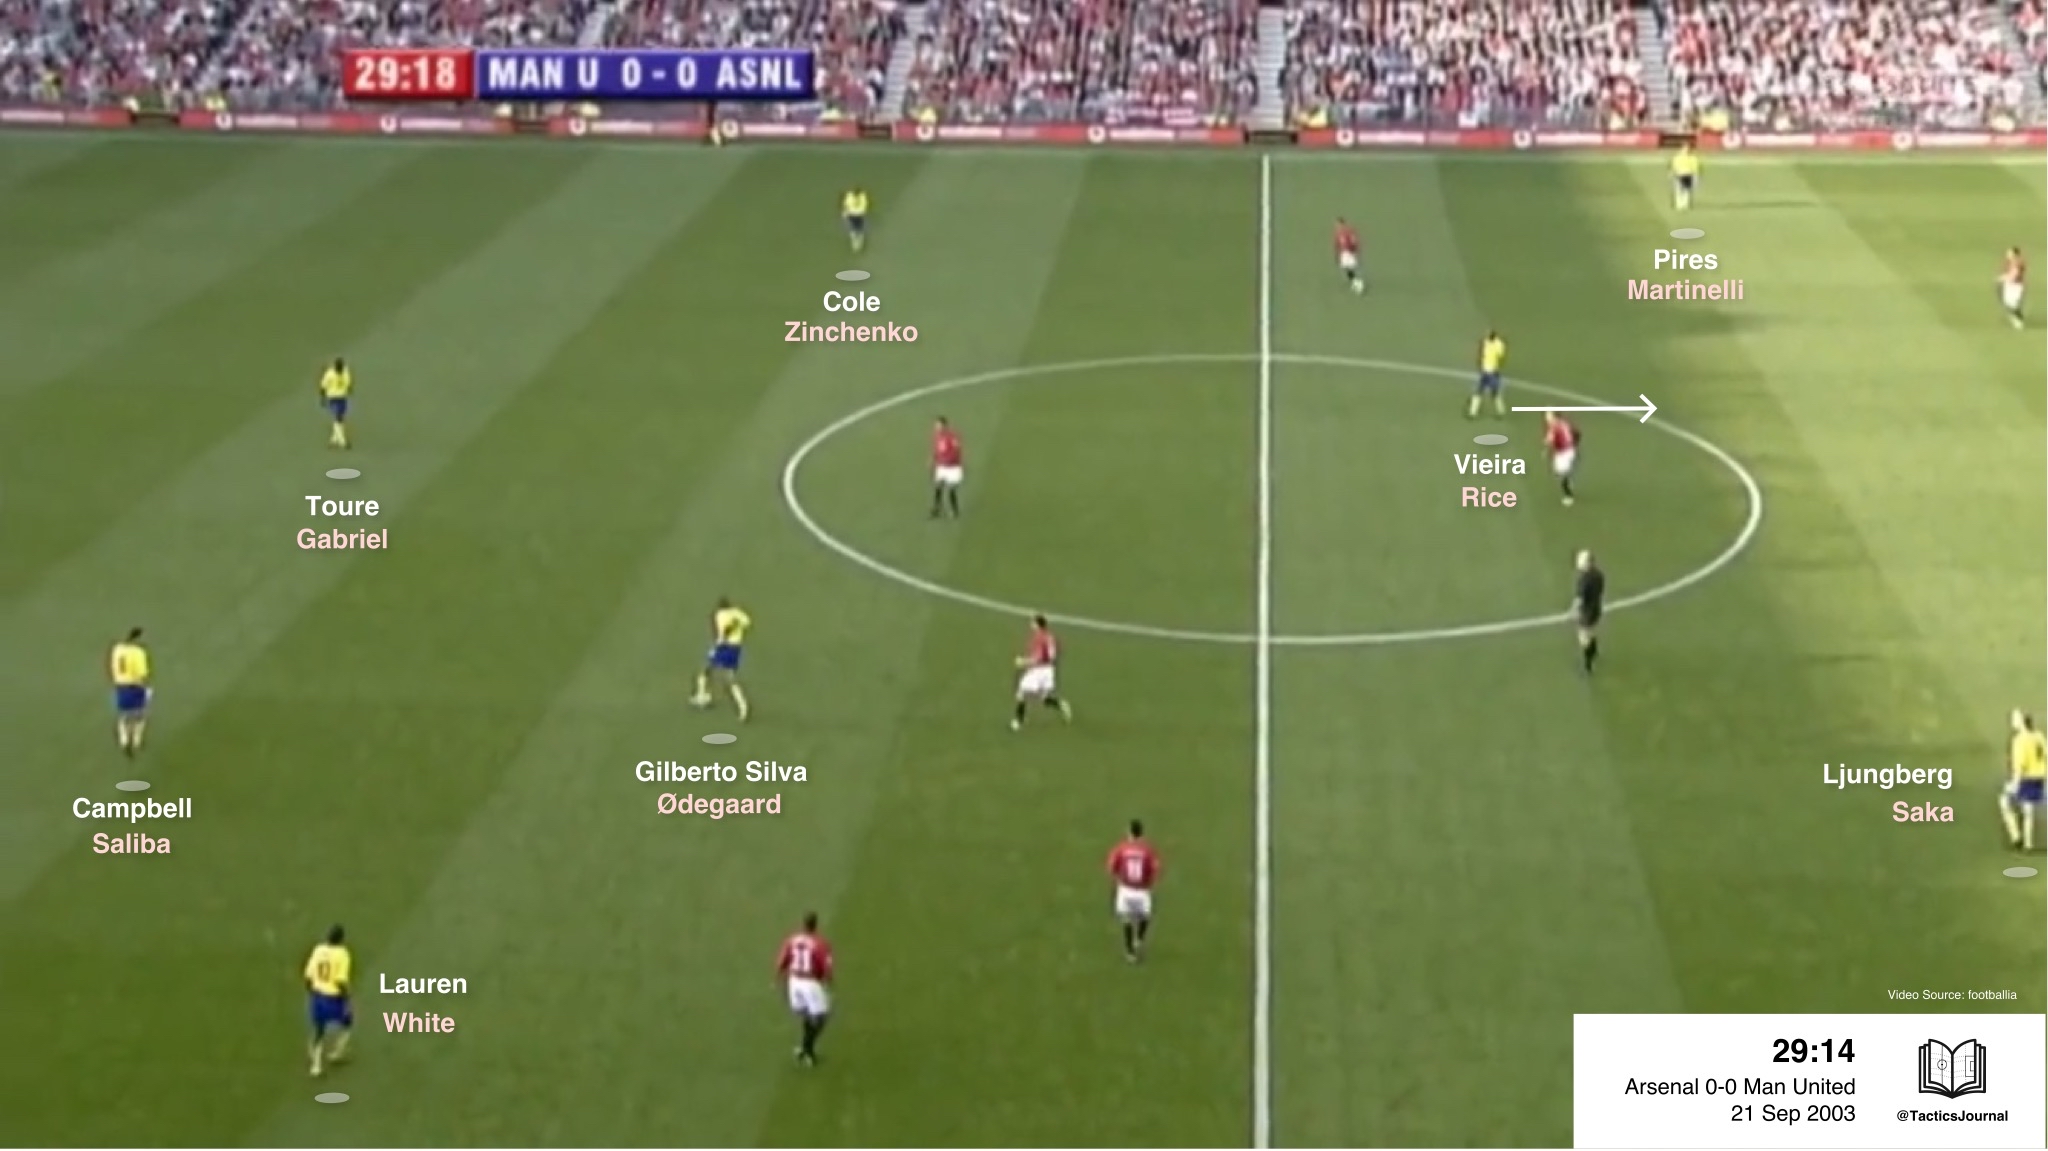 29:18 MAN U 0 - 0 ASNL
Cole
Zinchenko
Pires
Martinelli
Toure
Gabriel
Vieira
Rice
Campbell
Saliba
Gilberto Silva
Ødegaard
Ljungberg
Saka
Lauren
White
Video Source: footballia
29:14
Arsenal 0-0 Man United
21 Sep 2003
@TacticsJournal